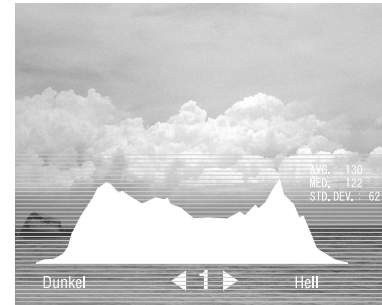 AVG. : 130
MED. : 122
STD.DEV. : 62
Dunkel 1 Hell